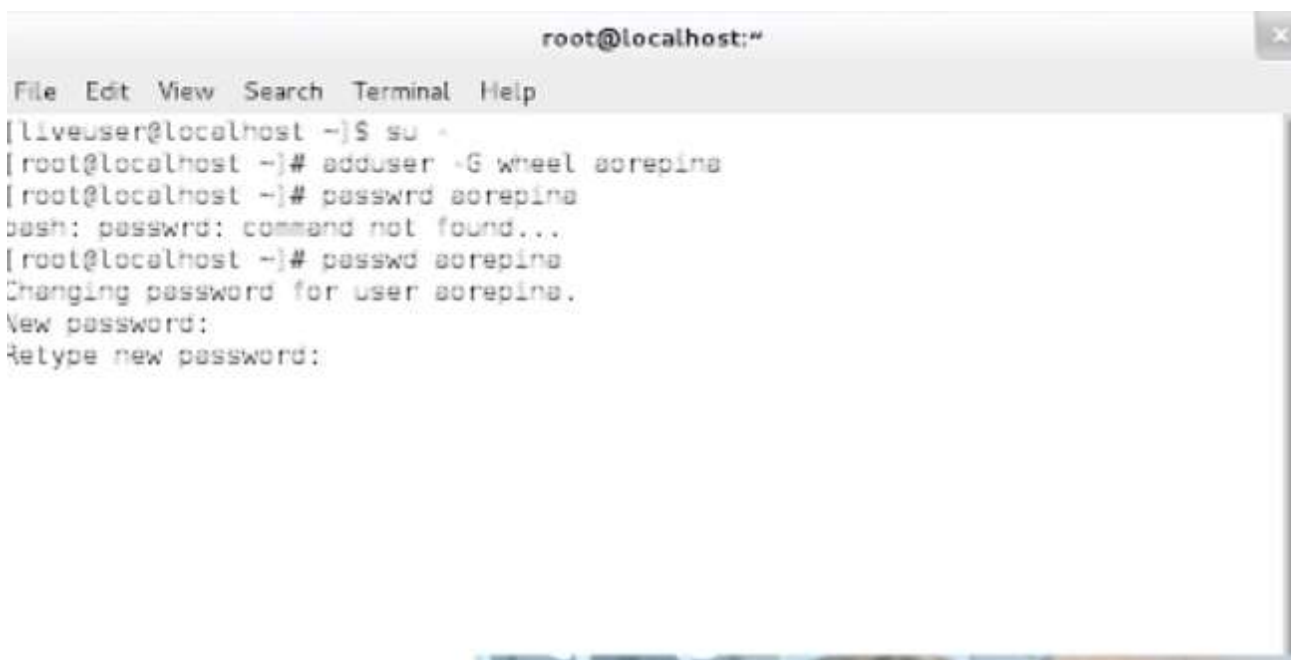 root@localhost:~
File Edit View Search Terminal Help
[liveuser@localhost ~]$ su -
[root@localhost ~]# adduser -G wheel aorepina
[root@localhost ~]# passwrd aorepina
bash: passwrd: command not found...
[root@localhost ~]# passwd aorepina
Changing password for user aorepina.
New password:
Retype new password: